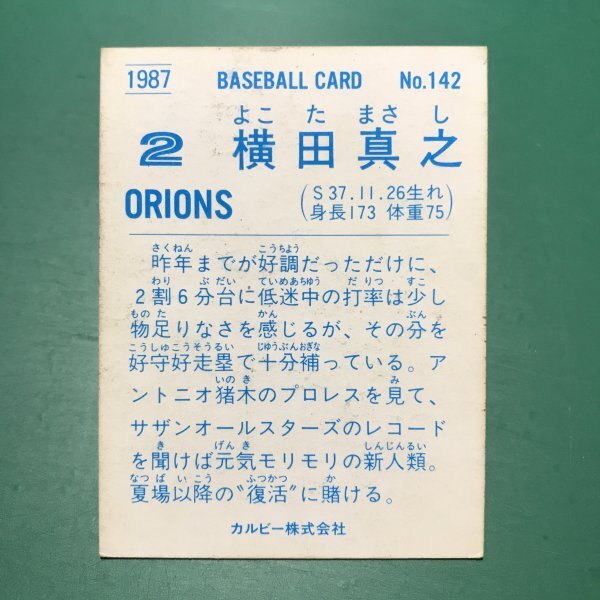 1987 BASEBALL CARD No.142
よこ た まさ し
2 横田真之
ORIONS (S37.11.26生れ
身長173 体重75)
さくねん こうちょう
昨年までが好調だっただけに、
わり ぶ だい ていめいちゅう だ りつ すこ
2割6分台に低迷中の打率は少し
もの た かん ぶん
物足りなさを感じるが、その分を
こうしゅこうそうるい じゅうぶんおぎな
好守好走塁で十分補っている。ア
いの き み
ントニオ猪木のプロレスを見て、
サザンオールスターズのレコード
き げんき しんじんるい
を聞けば元気モリモリの新人類。
なつ ば い こう ふっかつ か
夏場以降の“復活”に賭ける。
カルビー株式会社